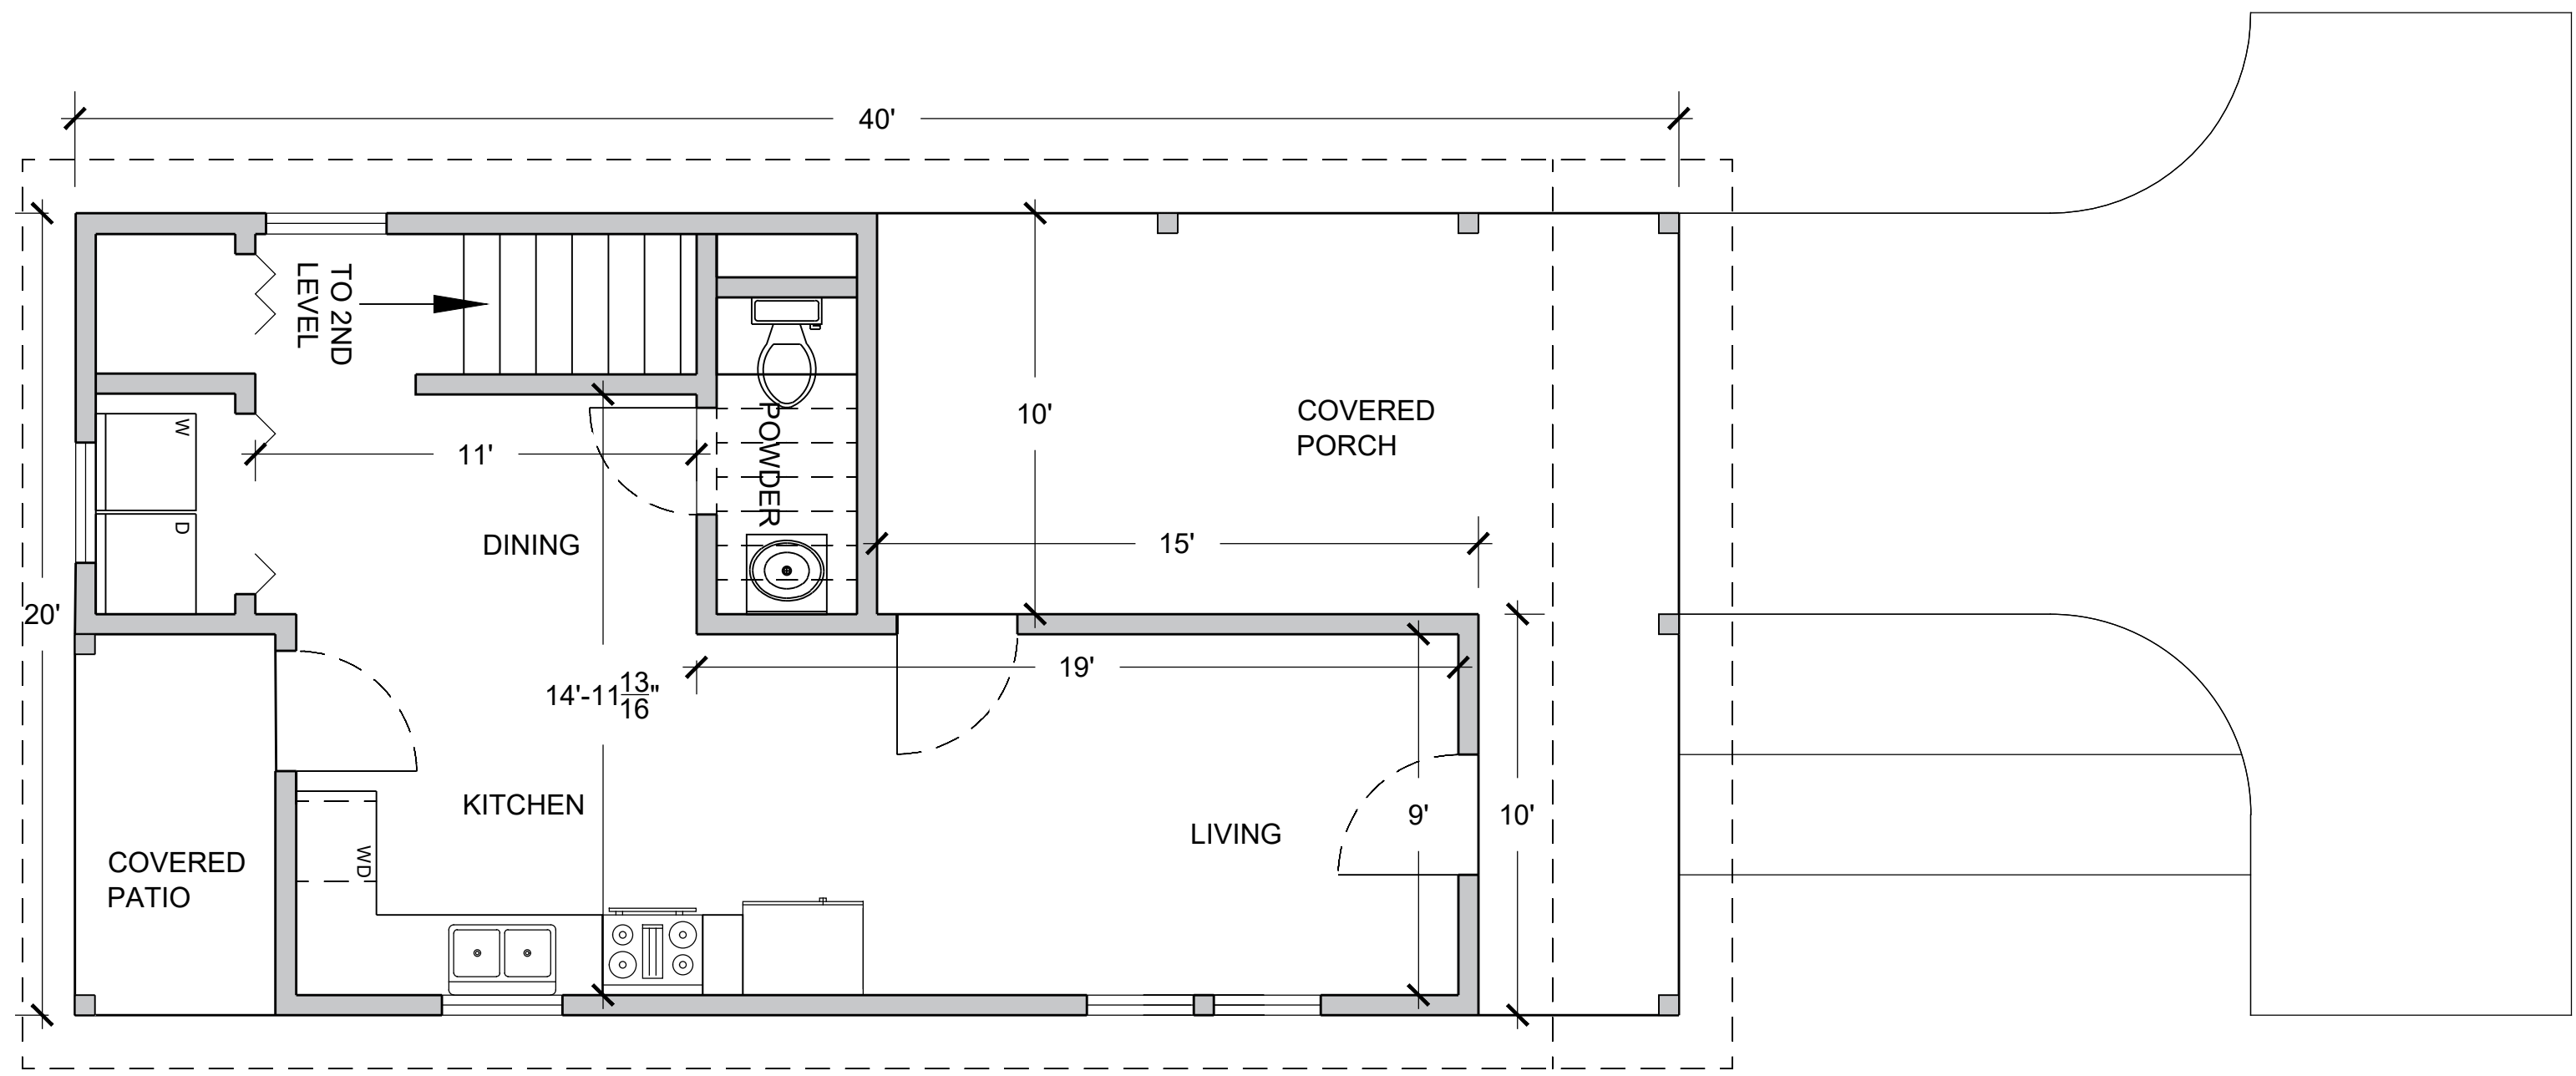 40'
TO 2ND
LEVEL
10'
COVERED
PORCH
W
11'
POWDER
D
DINING
15'
20'
19'
14'-11 13/16"
KITCHEN
9'
10'
LIVING
WD
COVERED
PATIO